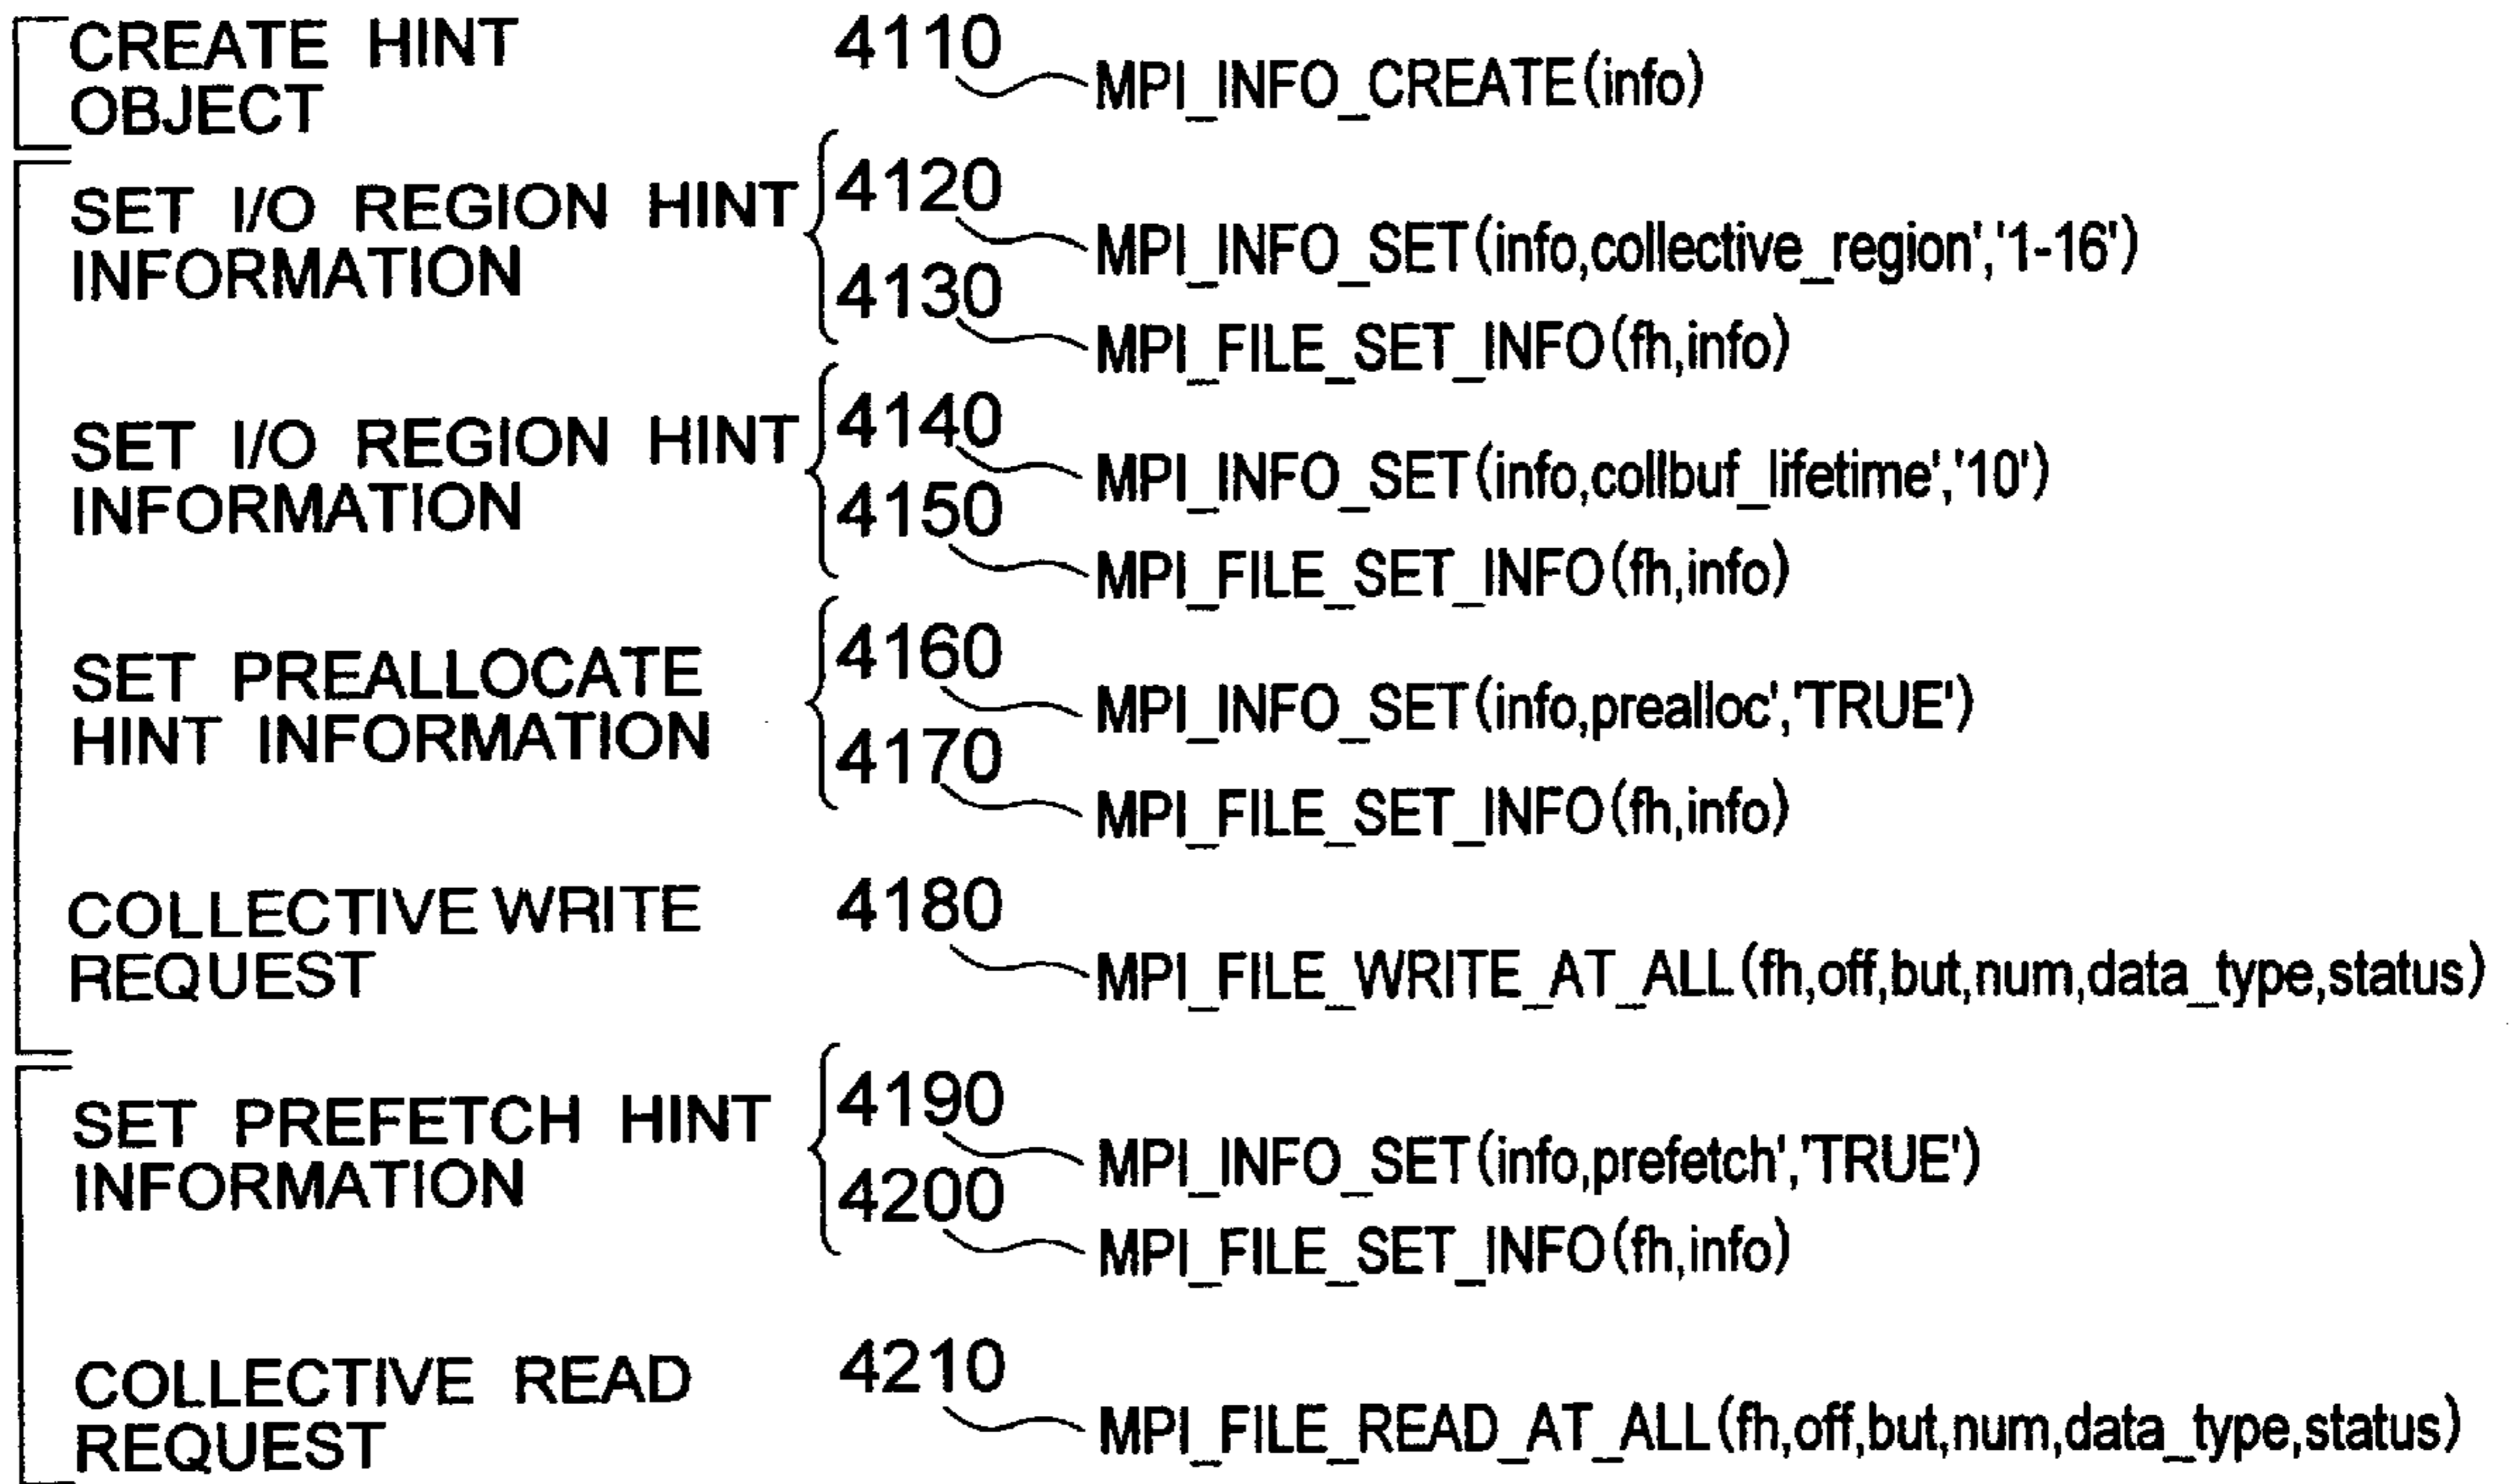 CREATE HINT
OBJECT
4110
MPI_INFO_CREATE(info)
SET I/O REGION HINT
INFORMATION
4120
MPI_INFO_SET(info,collective_region','1-16')
4130
MPI_FILE_SET_INFO(fh,info)
SET I/O REGION HINT
INFORMATION
4140
MPI_INFO_SET(info,collbuf_lifetime','10')
4150
MPI_FILE_SET_INFO(fh,info)
SET PREALLOCATE
HINT INFORMATION
4160
MPI_INFO_SET(info,prealloc','TRUE')
4170
MPI_FILE_SET_INFO(fh,info)
COLLECTIVE WRITE
REQUEST
4180
MPI_FILE_WRITE_AT_ALL(fh,off,but,num,data_type,status)
SET PREFETCH HINT
INFORMATION
4190
MPI_INFO_SET(info,prefetch','TRUE')
4200
MPI_FILE_SET_INFO(fh,info)
COLLECTIVE READ
REQUEST
4210
MPI_FILE_READ_AT_ALL(fh,off,but,num,data_type,status)